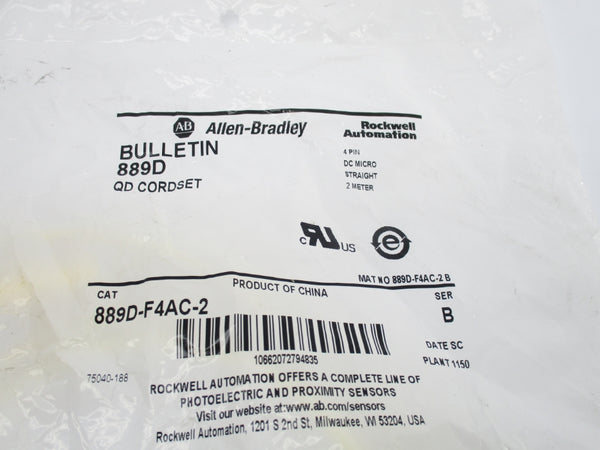 AB Allen-Bradley Rockwell Automation
BULLETIN
889D
QD CORDSET
4 PIN
DC MICRO
STRAIGHT
2 METER
c UR US e
MAT NO 889D-F4AC-2 B
PRODUCT OF CHINA
CAT
889D-F4AC-2
SER
B
10662072794835
DATE SC
PLANT 1150
75040-188
ROCKWELL AUTOMATION OFFERS A COMPLETE LINE OF
PHOTOELECTRIC AND PROXIMITY SENSORS
Visit our website at:www.ab.com/sensors
Rockwell Automation, 1201 S 2nd St, Milwaukee, WI 53204, USA